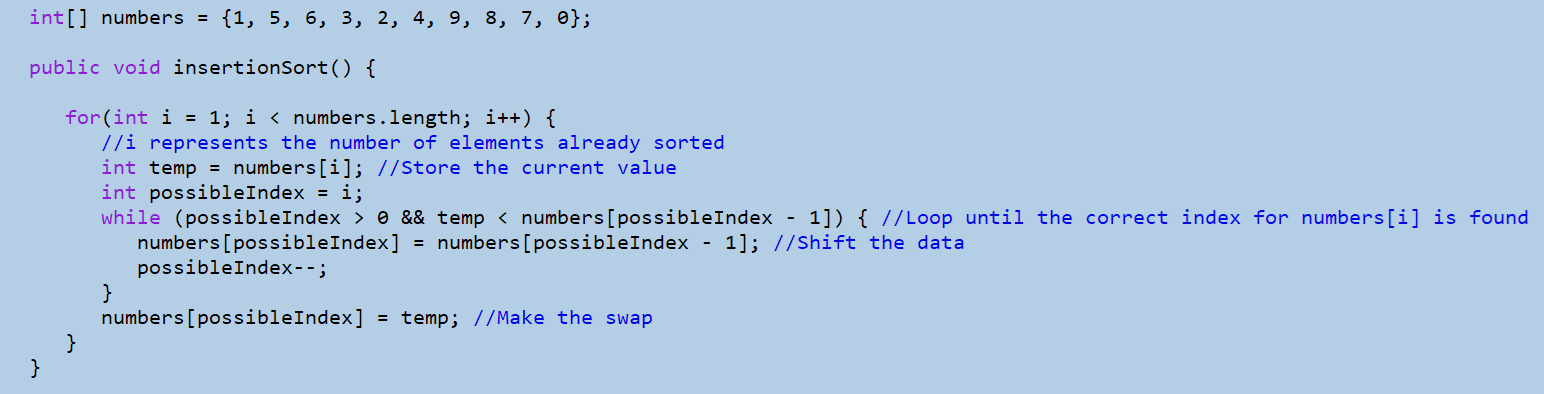 int[] numbers = {1, 5, 6, 3, 2, 4, 9, 8, 7, 0};
public void insertionSort() {
for(int i = 1; i < numbers.length; i++) {
//i represents the number of elements already sorted
int temp = numbers[i]; //Store the current value
int possibleIndex = i;
while (possibleIndex > 0 && temp < numbers[possibleIndex - 1]) { //Loop until the correct index for numbers[i] is found
numbers[possibleIndex] = numbers[possibleIndex - 1]; //Shift the data
possibleIndex--;
}
numbers[possibleIndex] = temp; //Make the swap
}
}